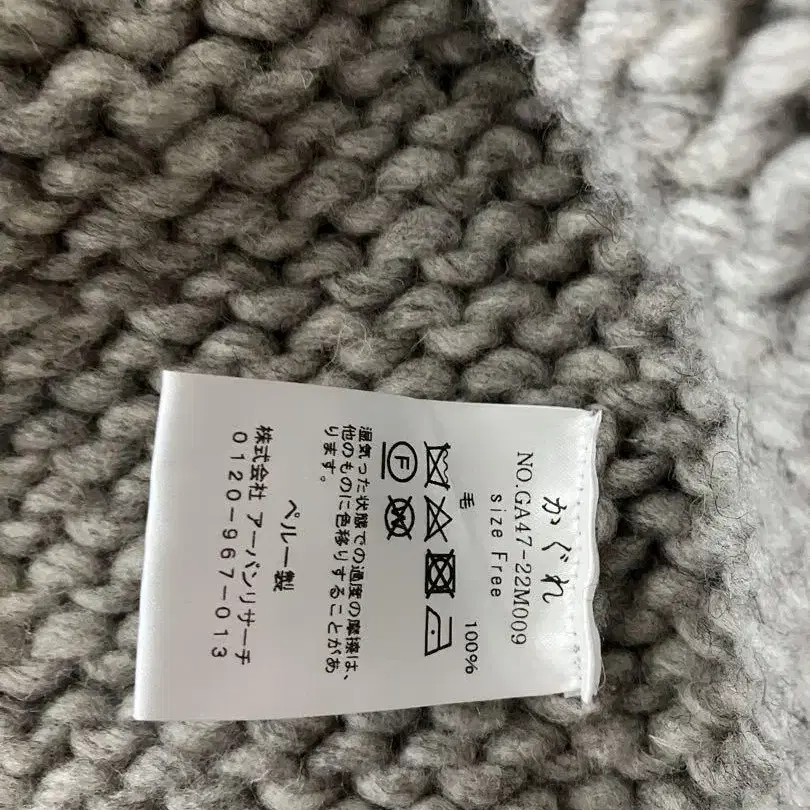 かぐれ
NO.GA47-22M009
size Free
毛 100%
F W
湿気った状態での過度の摩擦は、
他のものに色移りすることがあ
ります。
ペルー製
株式会社 アーバンリサーチ
0120-967-013